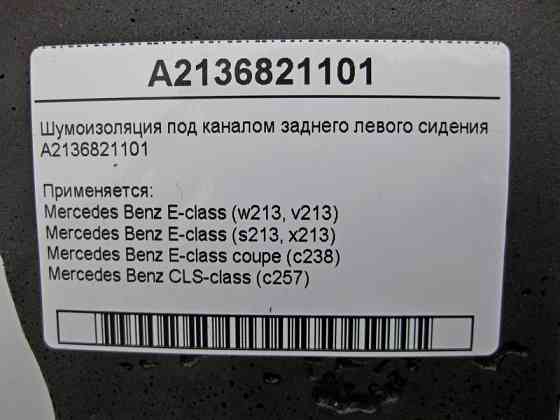 A2136821101
Шумоизоляция под каналом заднего левого сидения
A2136821101
Применяется:
Mercedes Benz E-class (w213, v213)
Mercedes Benz E-class (s213, x213)
Mercedes Benz E-class coupe (c238)
Mercedes Benz CLS-class (c257)